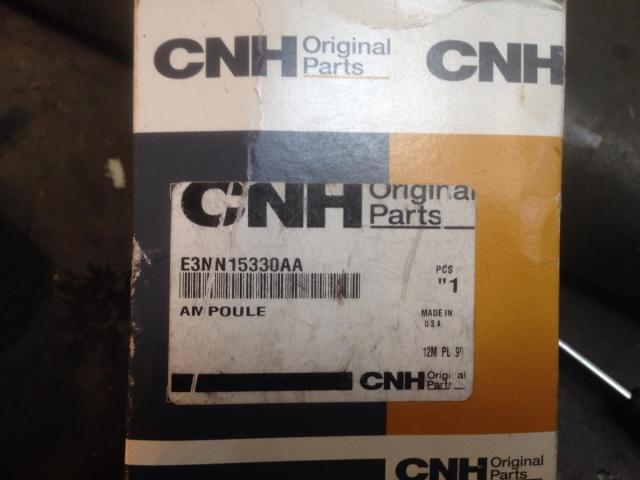 CNH Original Parts CNH
CNH Original Parts
E3NN15330AA
PCS
"1
AMPOULE
MADE IN
U.S.A.
12M PL 99
CNH Original Parts
CNH Original Parts